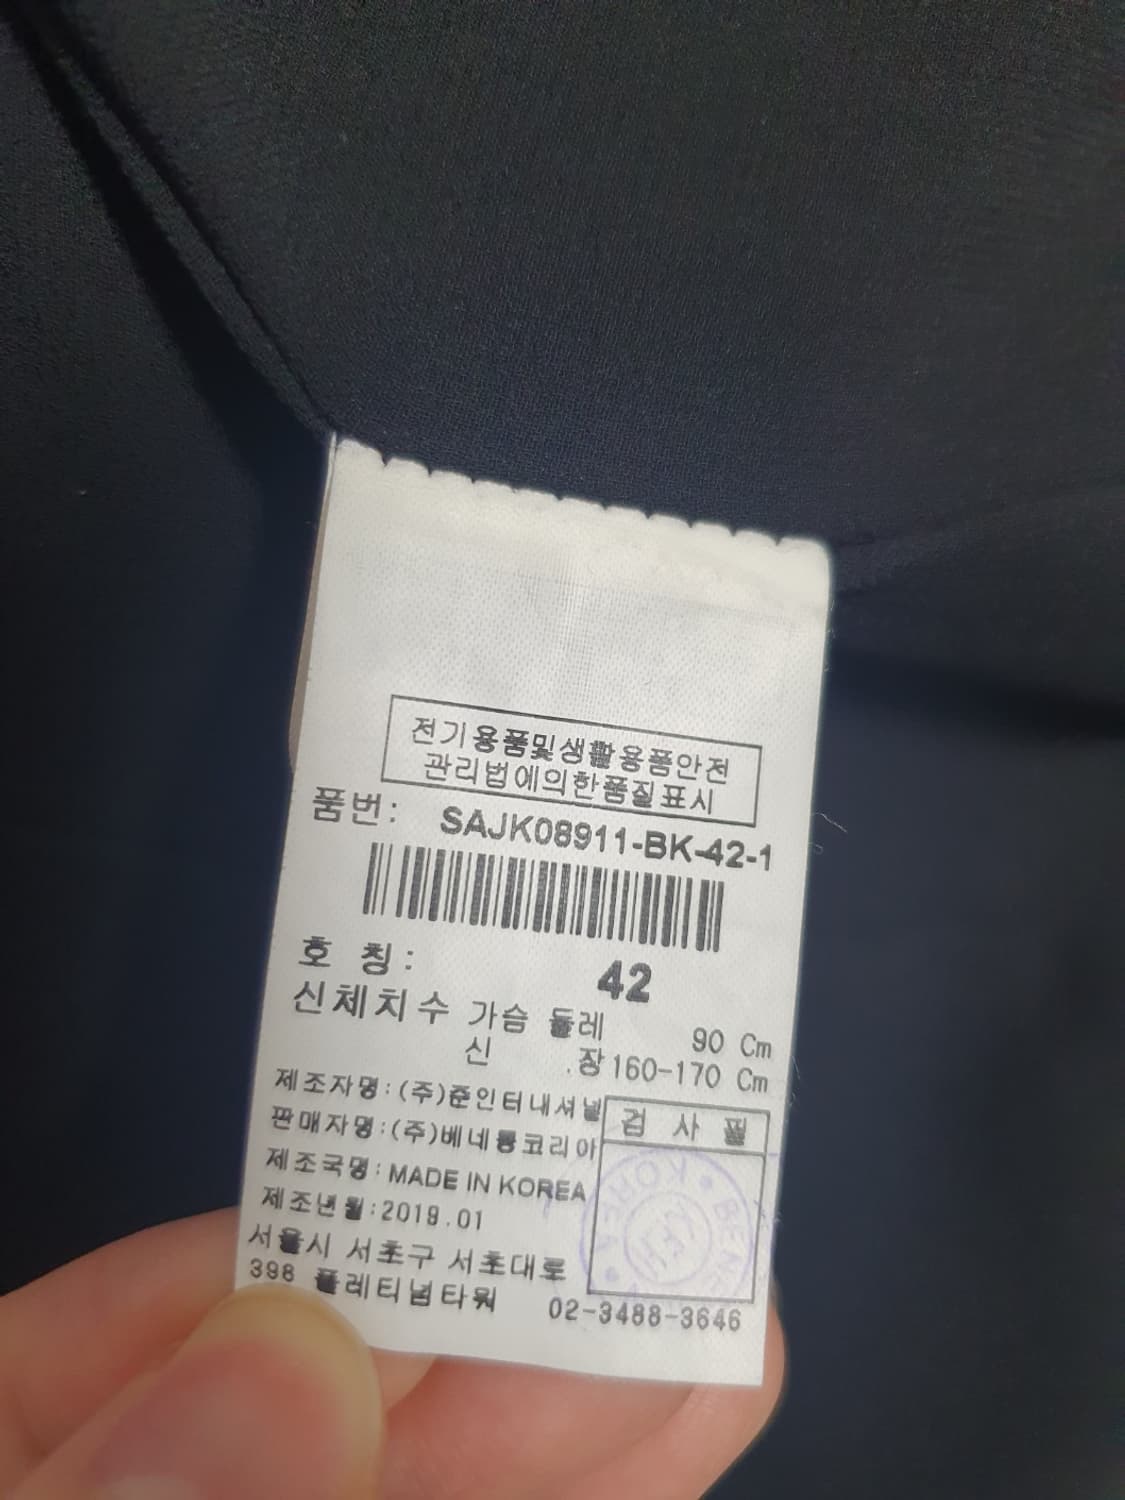 전기용품및생활용품안전
관리법에의한품질표시
품번: SAJK08911-BK-42-1
호 칭: 42
신체치수 가슴 둘레 90 Cm
신 .장 160-170 Cm
제조자명:(주)준인터내셔널
판매자명:(주)베네통코리아
검 사 필
제조국명: MADE IN KOREA
제조년월:2019.01
KOREA • BENE
서울시 서초구 서초대로
398 플레티넘타워 02-3488-3646